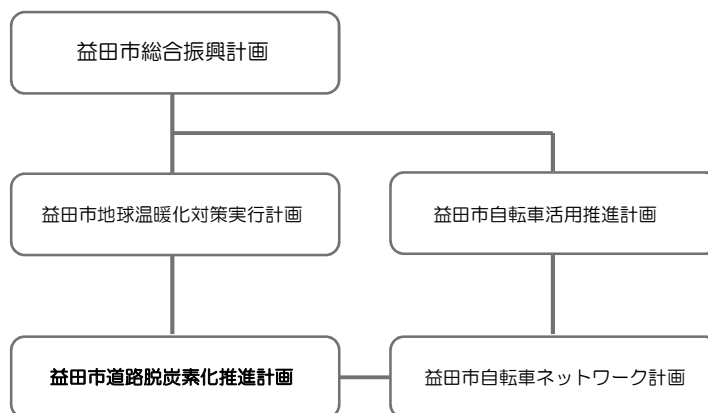 益田市総合振興計画
益田市地球温暖化対策実行計画
益田市自転車活用推進計画
益田市道路脱炭素化推進計画
益田市自転車ネットワーク計画